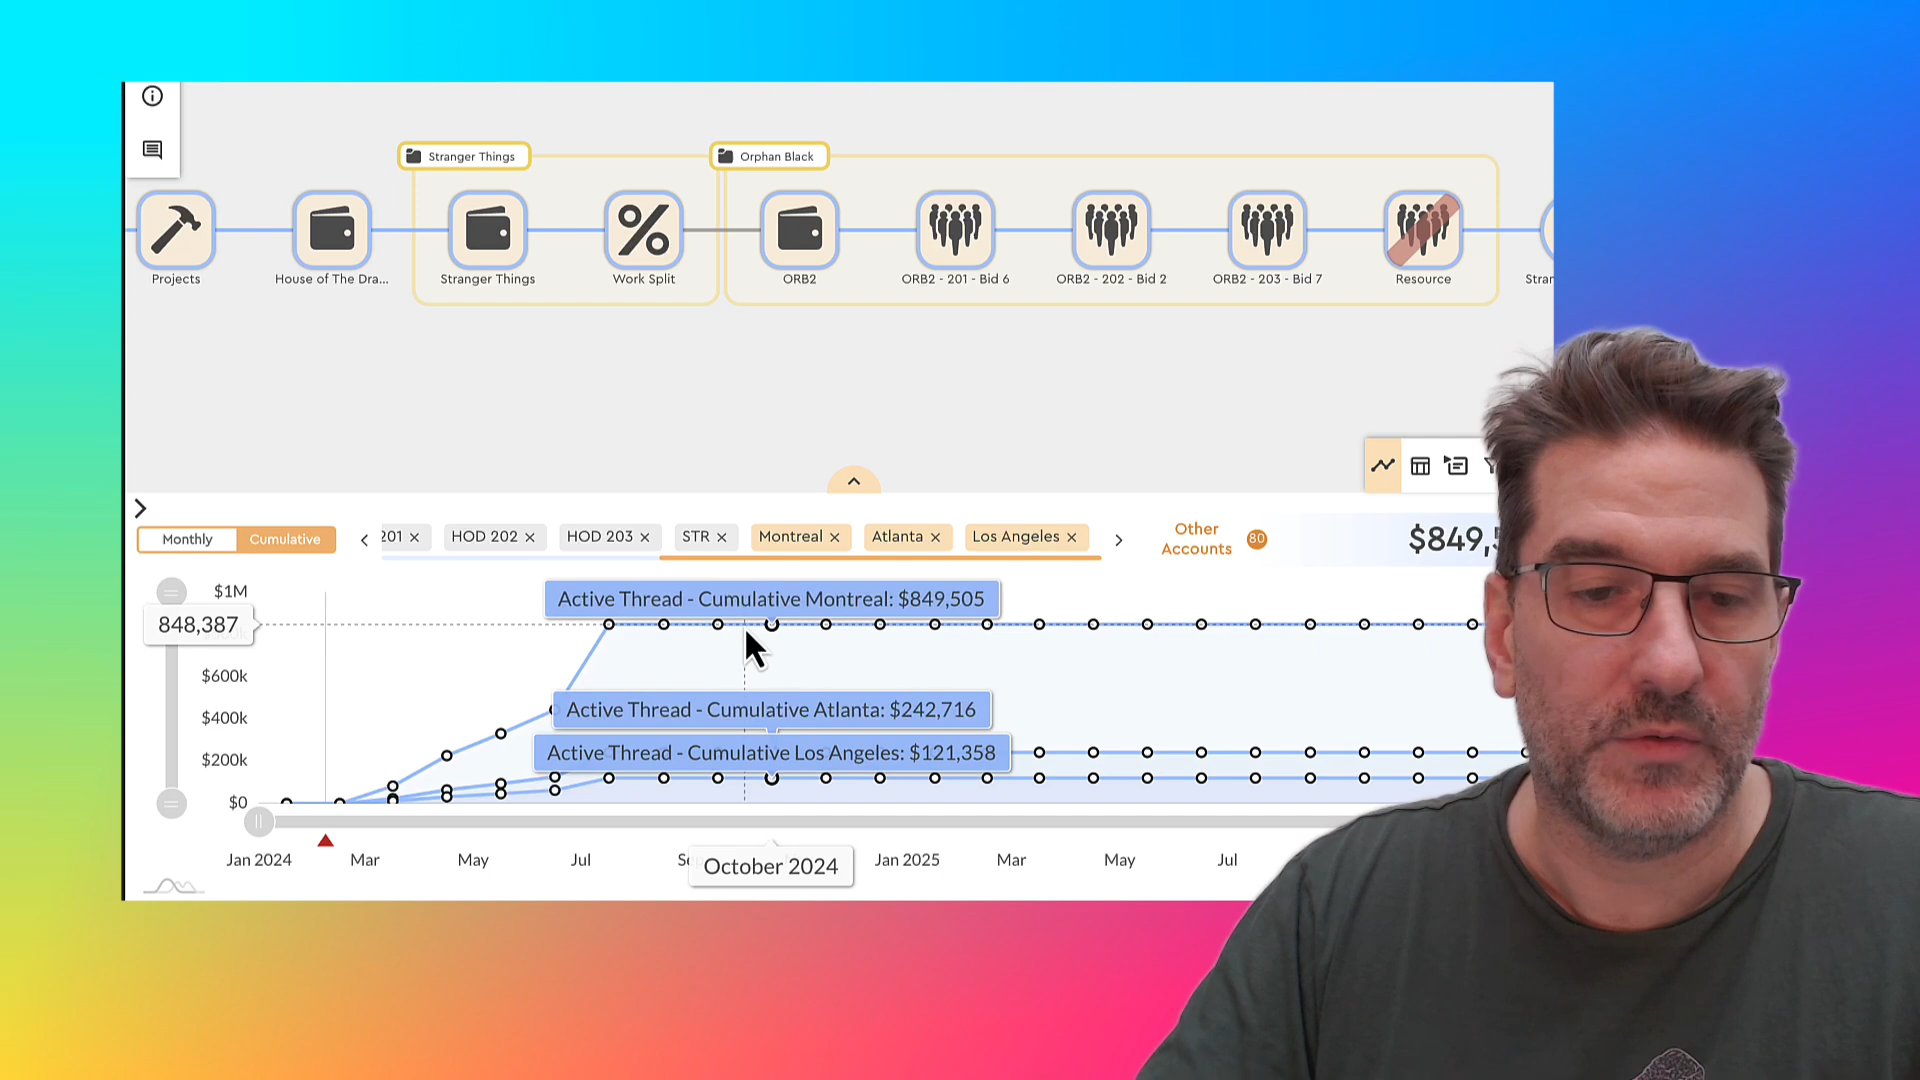 Stranger Things
Orphan Black
Projects
House of The Dra...
Stranger Things
Work Split
ORB2
ORB2 - 201 - Bid 6
ORB2 - 202 - Bid 2
ORB2 - 203 - Bid 7
Resource
Stran
Monthly
Cumulative
201
HOD 202
HOD 203
STR
Montreal
Atlanta
Los Angeles
Other
Accounts
80
$849,5
$1M
848,387
$600k
$400k
$200k
$0
Active Thread - Cumulative Montreal: $849,505
Active Thread - Cumulative Atlanta: $242,716
Active Thread - Cumulative Los Angeles: $121,358
Jan 2024
Mar
May
Jul
October 2024
Jan 2025
Mar
May
Jul